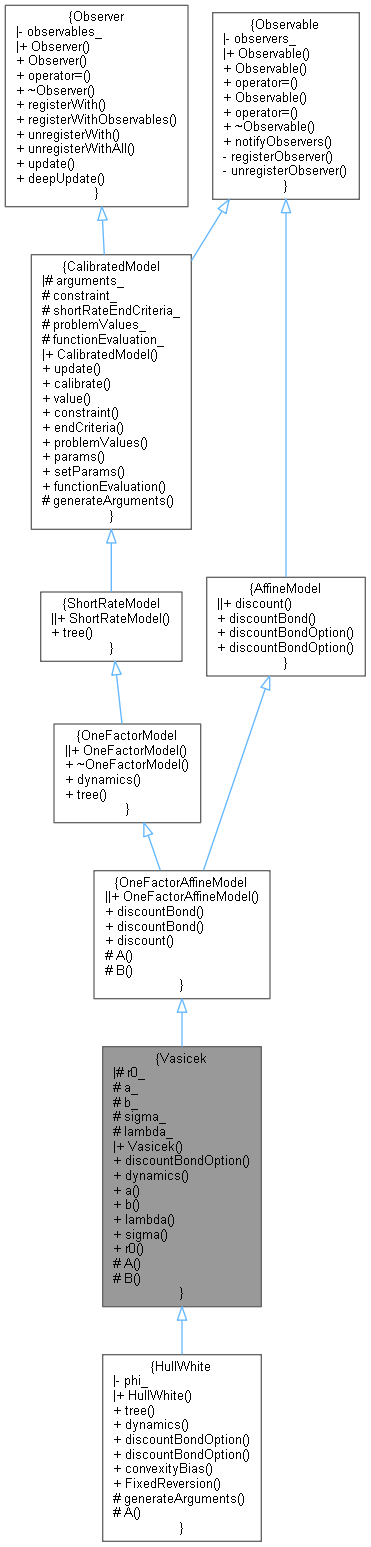 {Observer
|- observables_
|+ Observer()
+ Observer()
+ operator=()
+ ~Observer()
+ registerWith()
+ registerWithObservables()
+ unregisterWith()
+ unregisterWithAll()
+ update()
+ deepUpdate()
}
{Observable
|- observers_
|+ Observable()
+ Observable()
+ operator=()
+ Observable()
+ operator=()
+ ~Observable()
+ notifyObservers()
- registerObserver()
- unregisterObserver()
}
{CalibratedModel
|# arguments_
# constraint_
# shortRateEndCriteria_
# problemValues_
# functionEvaluation_
|+ CalibratedModel()
+ update()
+ calibrate()
+ value()
+ constraint()
+ endCriteria()
+ problemValues()
+ params()
+ setParams()
+ functionEvaluation()
# generateArguments()
}
{ShortRateModel
||+ ShortRateModel()
+ tree()
}
{AffineModel
||+ discount()
+ discountBond()
+ discountBondOption()
+ discountBondOption()
}
{OneFactorModel
||+ OneFactorModel()
+ ~OneFactorModel()
+ dynamics()
+ tree()
}
{OneFactorAffineModel
||+ OneFactorAffineModel()
+ discountBond()
+ discountBond()
+ discount()
# A()
# B()
}
{Vasicek
|# r0_
# a_
# b_
# sigma_
# lambda_
|+ Vasicek()
+ discountBondOption()
+ dynamics()
+ a()
+ b()
+ lambda()
+ sigma()
+ r0()
# A()
# B()
}
{HullWhite
|- phi_
|+ HullWhite()
+ tree()
+ dynamics()
+ discountBondOption()
+ discountBondOption()
+ convexityBias()
+ FixedReversion()
# generateArguments()
# A()
}